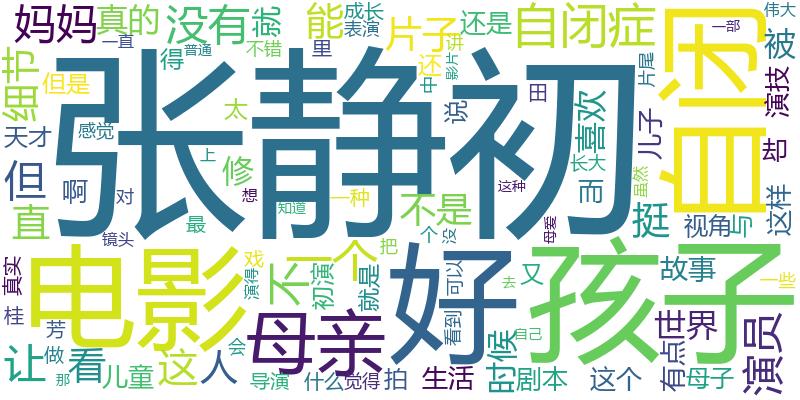 妈妈
真的
没有
就
能
成长
表演
片子
讲
还是
自闭症
自闭
一部
伟大
被
一直
普通
不错
里
得
还
影片
中
片尾
演技
细节
但是
张静初
太
说
田
喜欢
儿子
啊
天才
感觉
上
修
长大
虽然
但
啊
对
想
一种
这种
而
这样
直
最
知道
不是
挺
视角
与
镜头
个
没
母爱
电影
不
一个
戏
把
好
孩子
真实
演得
初演
就是
可以
又
故事
一些
桂
芳
母亲
看到
去
世界
演员
让
看
做
那
儿童
这
人
会
导演
什么
觉得
拍
生活
时候
自己
剧本
这个
有点
母子